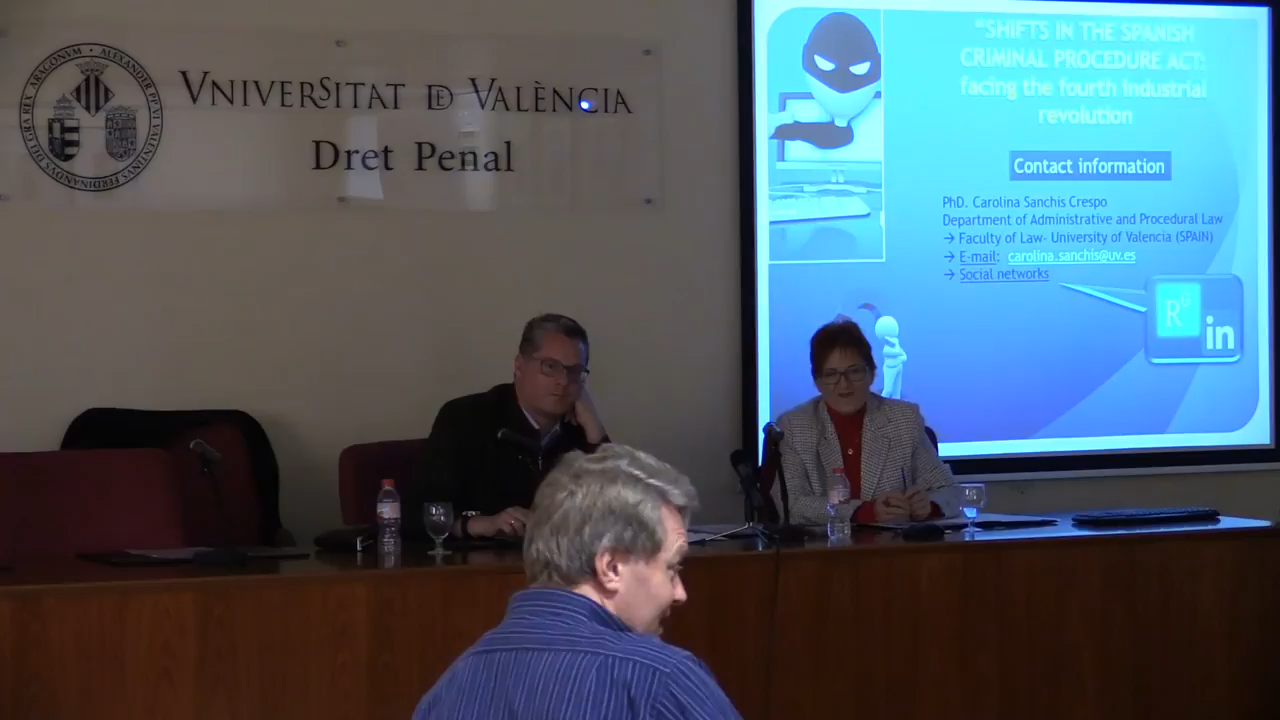 VNIVERSITAT DE VALÈNCIA
Dret Penal
"SHIFTS IN THE SPANISH
CRIMINAL PROCEDURE ACT:
facing the fourth industrial
revolution
Contact information
PhD. Carolina Sanchis Crespo
Department of Administrative and Procedural Law
→ Faculty of Law- University of Valencia (SPAIN)
→ E-mail: carolina.sanchis@uv.es
→ Social networks
RG
in